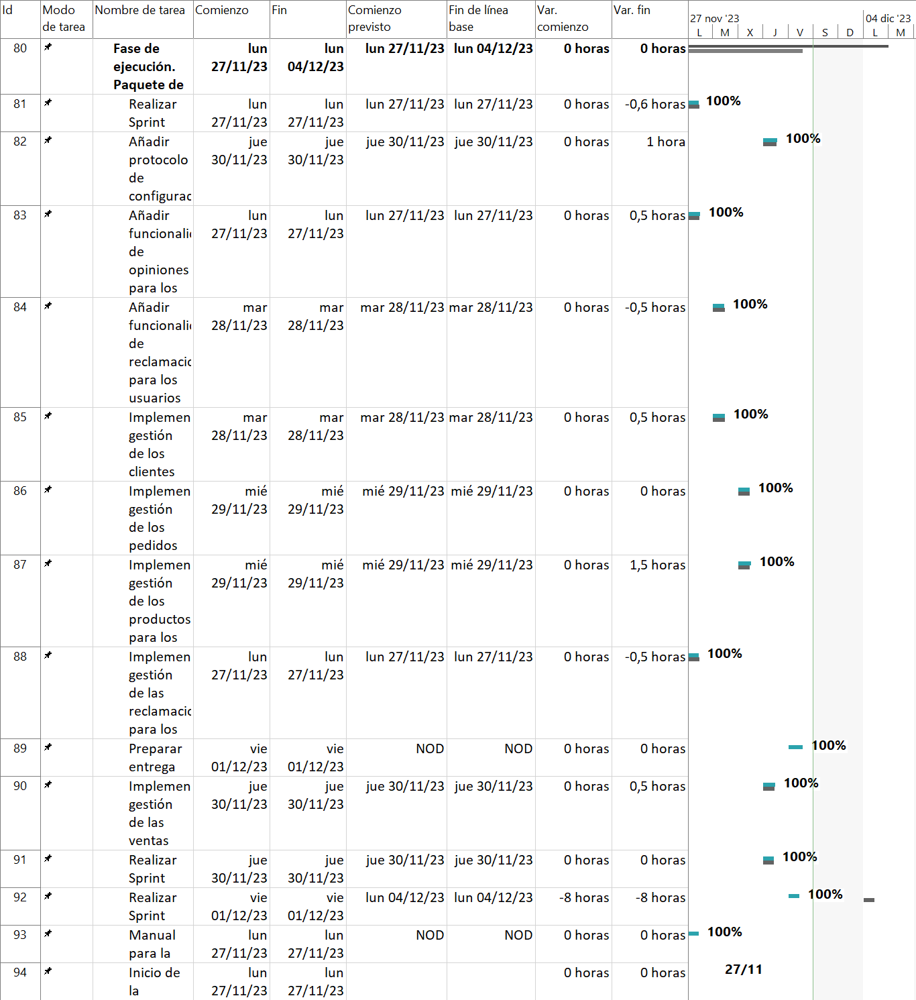 Id Modo de tarea Nombre de tarea Comienzo Fin Comienzo previsto Fin de línea base Var. comienzo Var. fin
27 nov '23 04 dic '23
L M X J V S D L M
80 Fase de ejecución. Paquete de lun 27/11/23 lun 04/12/23 lun 27/11/23 lun 04/12/23 0 horas 0 horas
81 Realizar Sprint lun 27/11/23 lun 27/11/23 lun 27/11/23 lun 27/11/23 0 horas -0,6 horas 100%
82 Añadir protocolo de configurac jue 30/11/23 jue 30/11/23 jue 30/11/23 jue 30/11/23 0 horas 1 hora 100%
83 Añadir funcionali de opiniones para los lun 27/11/23 lun 27/11/23 lun 27/11/23 lun 27/11/23 0 horas 0,5 horas 100%
84 Añadir funcionali de reclamacic para los usuarios mar 28/11/23 mar 28/11/23 mar 28/11/23 mar 28/11/23 0 horas -0,5 horas 100%
85 Implemen gestión de los clientes mar 28/11/23 mar 28/11/23 mar 28/11/23 mar 28/11/23 0 horas 0,5 horas 100%
86 Implemen gestión de los pedidos mié 29/11/23 mié 29/11/23 mié 29/11/23 mié 29/11/23 0 horas 0 horas 100%
87 Implemen gestión de los productos para los mié 29/11/23 mié 29/11/23 mié 29/11/23 mié 29/11/23 0 horas 1,5 horas 100%
88 Implemen gestión de las reclamacic para los lun 27/11/23 lun 27/11/23 lun 27/11/23 lun 27/11/23 0 horas -0,5 horas 100%
89 Preparar entrega vie 01/12/23 vie 01/12/23 NOD NOD 0 horas 0 horas 100%
90 Implemen gestión de las ventas jue 30/11/23 jue 30/11/23 jue 30/11/23 jue 30/11/23 0 horas 0,5 horas 100%
91 Realizar Sprint jue 30/11/23 jue 30/11/23 jue 30/11/23 jue 30/11/23 0 horas 0 horas 100%
92 Realizar Sprint vie 01/12/23 vie 01/12/23 lun 04/12/23 lun 04/12/23 -8 horas -8 horas 100%
93 Manual para la lun 27/11/23 lun 27/11/23 NOD NOD 0 horas 0 horas 100%
94 Inicio de la lun 27/11/23 lun 27/11/23 0 horas 0 horas 27/11